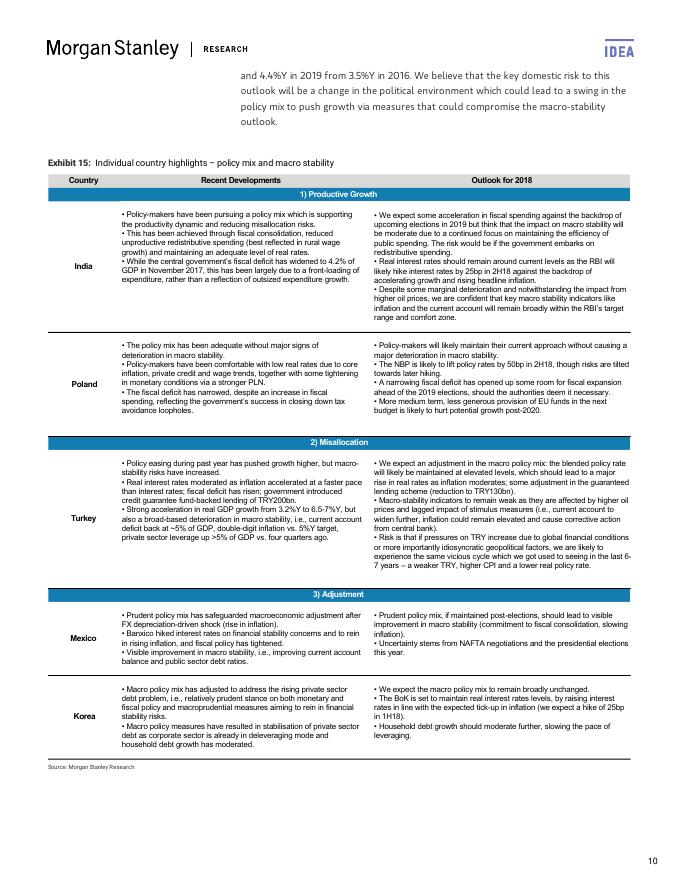 Morgan Stanley | RESEARCH
IDEA
and 4.4%Y in 2019 from 3.5%Y in 2016. We believe that the key domestic risk to this
outlook will be a change in the political environment which could lead to a swing in the
policy mix to push growth via measures that could compromise the macro-stability
outlook.
Exhibit 15: Individual country highlights – policy mix and macro stability
Country Recent Developments Outlook for 2018
1) Productive Growth
India
• Policy-makers have been pursuing a policy mix which is supporting
the productivity dynamic and reducing misallocation risks.
• This has been achieved through fiscal consolidation, reduced
unproductive redistributive spending (best reflected in rural wage
growth) and maintaining an adequate level of real rates.
• While the central government's fiscal deficit has widened to 4.2% of
GDP in November 2017, this has been largely due to a front-loading of
expenditure, rather than a reflection of outsized expenditure growth.
• We expect some acceleration in fiscal spending against the backdrop of
upcoming elections in 2019 but think that the impact on macro stability will
be moderate due to a continued focus on maintaining the efficiency of
public spending. The risk would be if the government embarks on
redistributive spending.
• Real interest rates should remain around current levels as the RBI will
likely hike interest rates by 25bp in 2H18 against the backdrop of
accelerating growth and rising headline inflation.
• Despite some marginal deterioration and notwithstanding the impact from
higher oil prices, we are confident that key macro stability indicators like
inflation and the current account will remain broadly within the RBI's target
range and comfort zone.
Poland
• The policy mix has been adequate without major signs of
deterioration in macro stability.
• Policy-makers have been comfortable with low real rates due to core
inflation, private credit and wage trends, together with some tightening
in monetary conditions via a stronger PLN.
• The fiscal deficit has narrowed, despite an increase in fiscal
spending, reflecting the government's success in closing down tax
avoidance loopholes.
• Policy-makers will likely maintain their current approach without causing a
major deterioration in macro stability.
• The NBP is likely to lift policy rates by 50bp in 2H18, though risks are tilted
towards later hiking.
• A narrowing fiscal deficit has opened up some room for fiscal expansion
ahead of the 2019 elections, should the authorities deem it necessary.
• More medium term, less generous provision of EU funds in the next
budget is likely to hurt potential growth post-2020.
2) Misallocation
Turkey
• Policy easing during past year has pushed growth higher, but macro-
stability risks have increased.
• Real interest rates moderated as inflation accelerated at a faster pace
than interest rates; fiscal deficit has risen; government introduced
credit guarantee fund-backed lending of TRY200bn.
• Strong acceleration in real GDP growth from 3.2%Y to 6.5-7%Y, but
also a broad-based deterioration in macro stability, i.e., current account
deficit back at ~5% of GDP, double-digit inflation vs. 5%Y target,
private sector leverage up >5% of GDP vs. four quarters ago.
• We expect an adjustment in the macro policy mix: the blended policy rate
will likely be maintained at elevated levels, which should lead to a major
rise in real rates as inflation moderates; some adjustment in the guaranteed
lending scheme (reduction to TRY130bn).
• Macro-stability indicators to remain weak as they are affected by higher oil
prices and lagged impact of stimulus measures (i.e., current account to
widen further, inflation could remain elevated and cause corrective action
from central bank).
• Risk is that if pressures on TRY increase due to global financial conditions
or more importantly idiosyncratic geopolitical factors, we are likely to
experience the same vicious cycle which we got used to seeing in the last 6-
7 years – a weaker TRY, higher CPI and a lower real policy rate.
3) Adjustment
Mexico
• Prudent policy mix has safeguarded macroeconomic adjustment after
FX depreciation-driven shock (rise in inflation).
• Banxico hiked interest rates on financial stability concerns and to rein
in rising inflation, and fiscal policy has tightened.
• Visible improvement in macro stability, i.e., improving current account
balance and public sector debt ratios.
• Prudent policy mix, if maintained post-elections, should lead to visible
improvement in macro stability (commitment to fiscal consolidation, slowing
inflation).
• Uncertainty stems from NAFTA negotiations and the presidential elections
this year.
Korea
• Macro policy mix has adjusted to address the rising private sector
debt problem, i.e., relatively prudent stance on both monetary and
fiscal policy and macroprudential measures aiming to rein in financial
stability risks.
• Macro policy measures have resulted in stabilisation of private sector
debt as corporate sector is already in deleveraging mode and
household debt growth has moderated.
• We expect the macro policy mix to remain broadly unchanged.
• The BoK is set to maintain real interest rates levels, by raising interest
rates in line with the expected tick-up in inflation (we expect a hike of 25bp
in 1H18).
• Household debt growth should moderate further, slowing the pace of
leveraging.
Source: Morgan Stanley Research
10